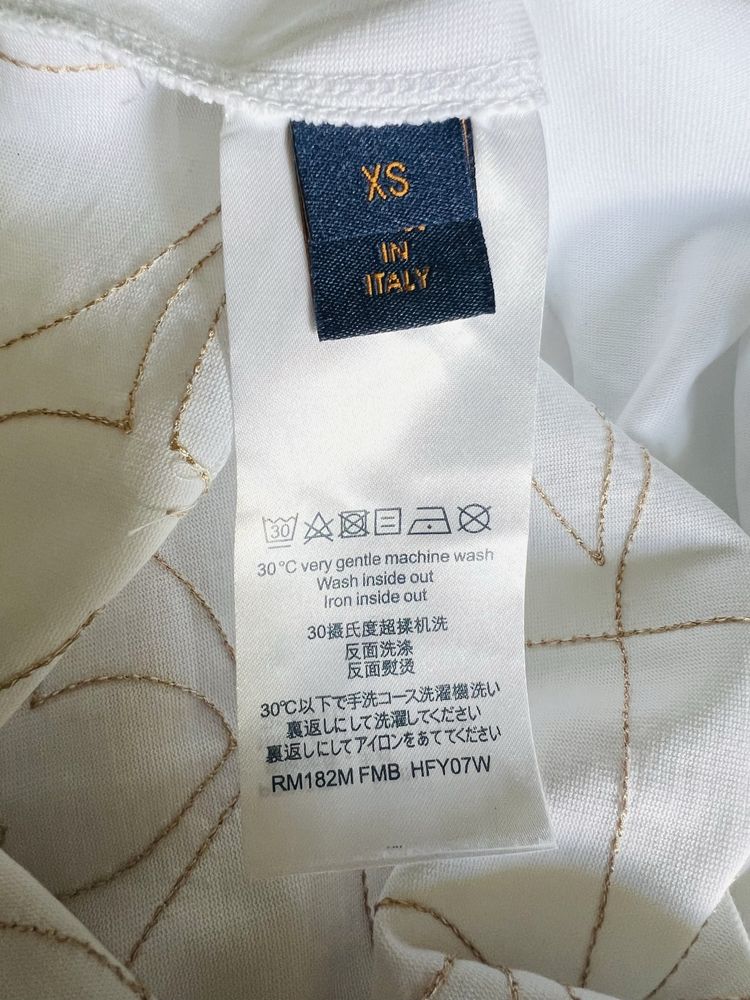 XS
IN
ITALY
30
30 °C very gentle machine wash
Wash inside out
Iron inside out
30摄氏度超揉机洗
反面洗涤
反面熨烫
30℃以下で手洗コース洗濯機洗い
裏返しにして洗濯してください
裏返しにしてアイロンをあててください
RM182M FMB HFY07W